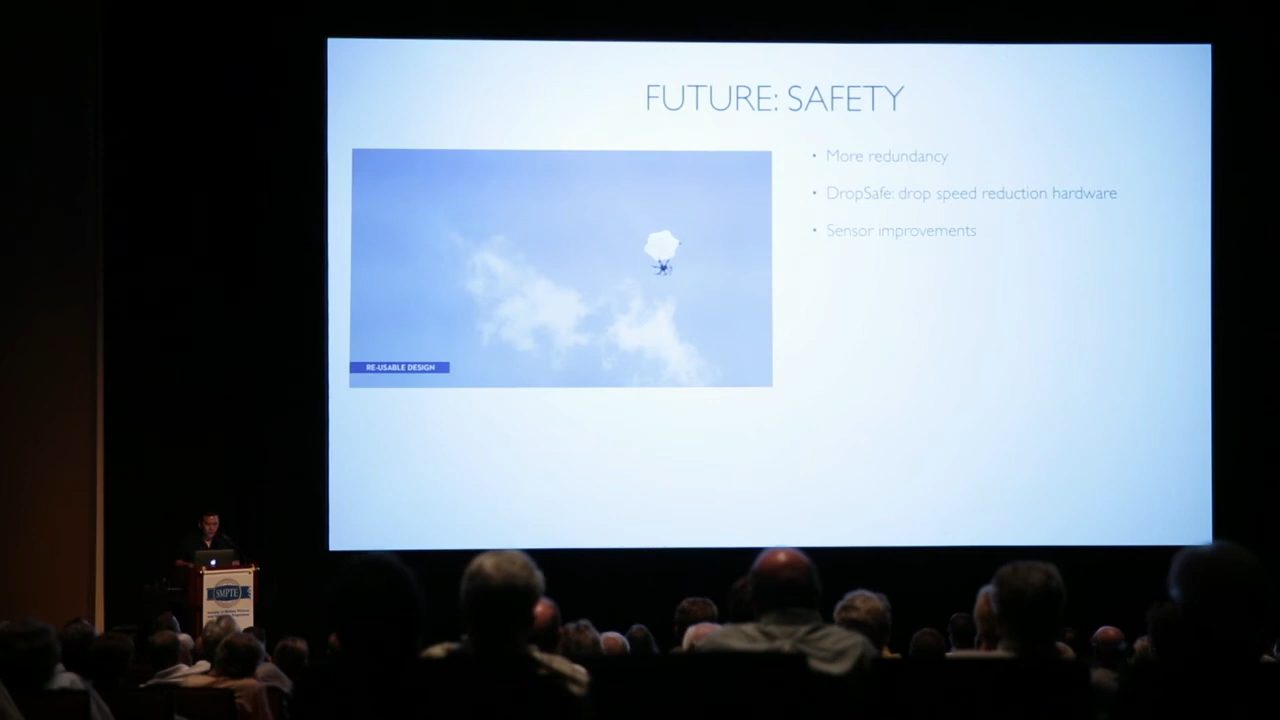 FUTURE: SAFETY
• More redundancy
• DropSafe: drop speed reduction hardware
• Sensor improvements
RE-USABLE DESIGN
SMPTE